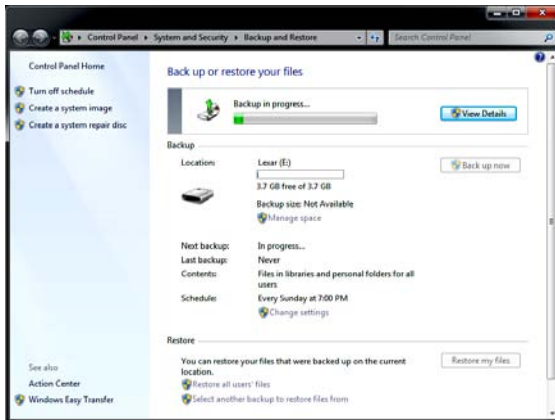 Control Panel ▸ System and Security ▸ Backup and Restore
Search Control Panel
Control Panel Home
Turn off schedule
Create a system image
Create a system repair disc
Back up or restore your files
Backup in progress...
View Details
Backup
Location:
Lexar (E:)
Back up now
3.7 GB free of 3.7 GB
Backup size: Not Available
Manage space
Next backup:
In progress...
Last backup:
Never
Contents:
Files in libraries and personal folders for all
users
Schedule:
Every Sunday at 7:00 PM
Change settings
Restore
You can restore your files that were backed up on the current
location.
Restore my files
Restore all users' files
Select another backup to restore files from
See also
Action Center
Windows Easy Transfer